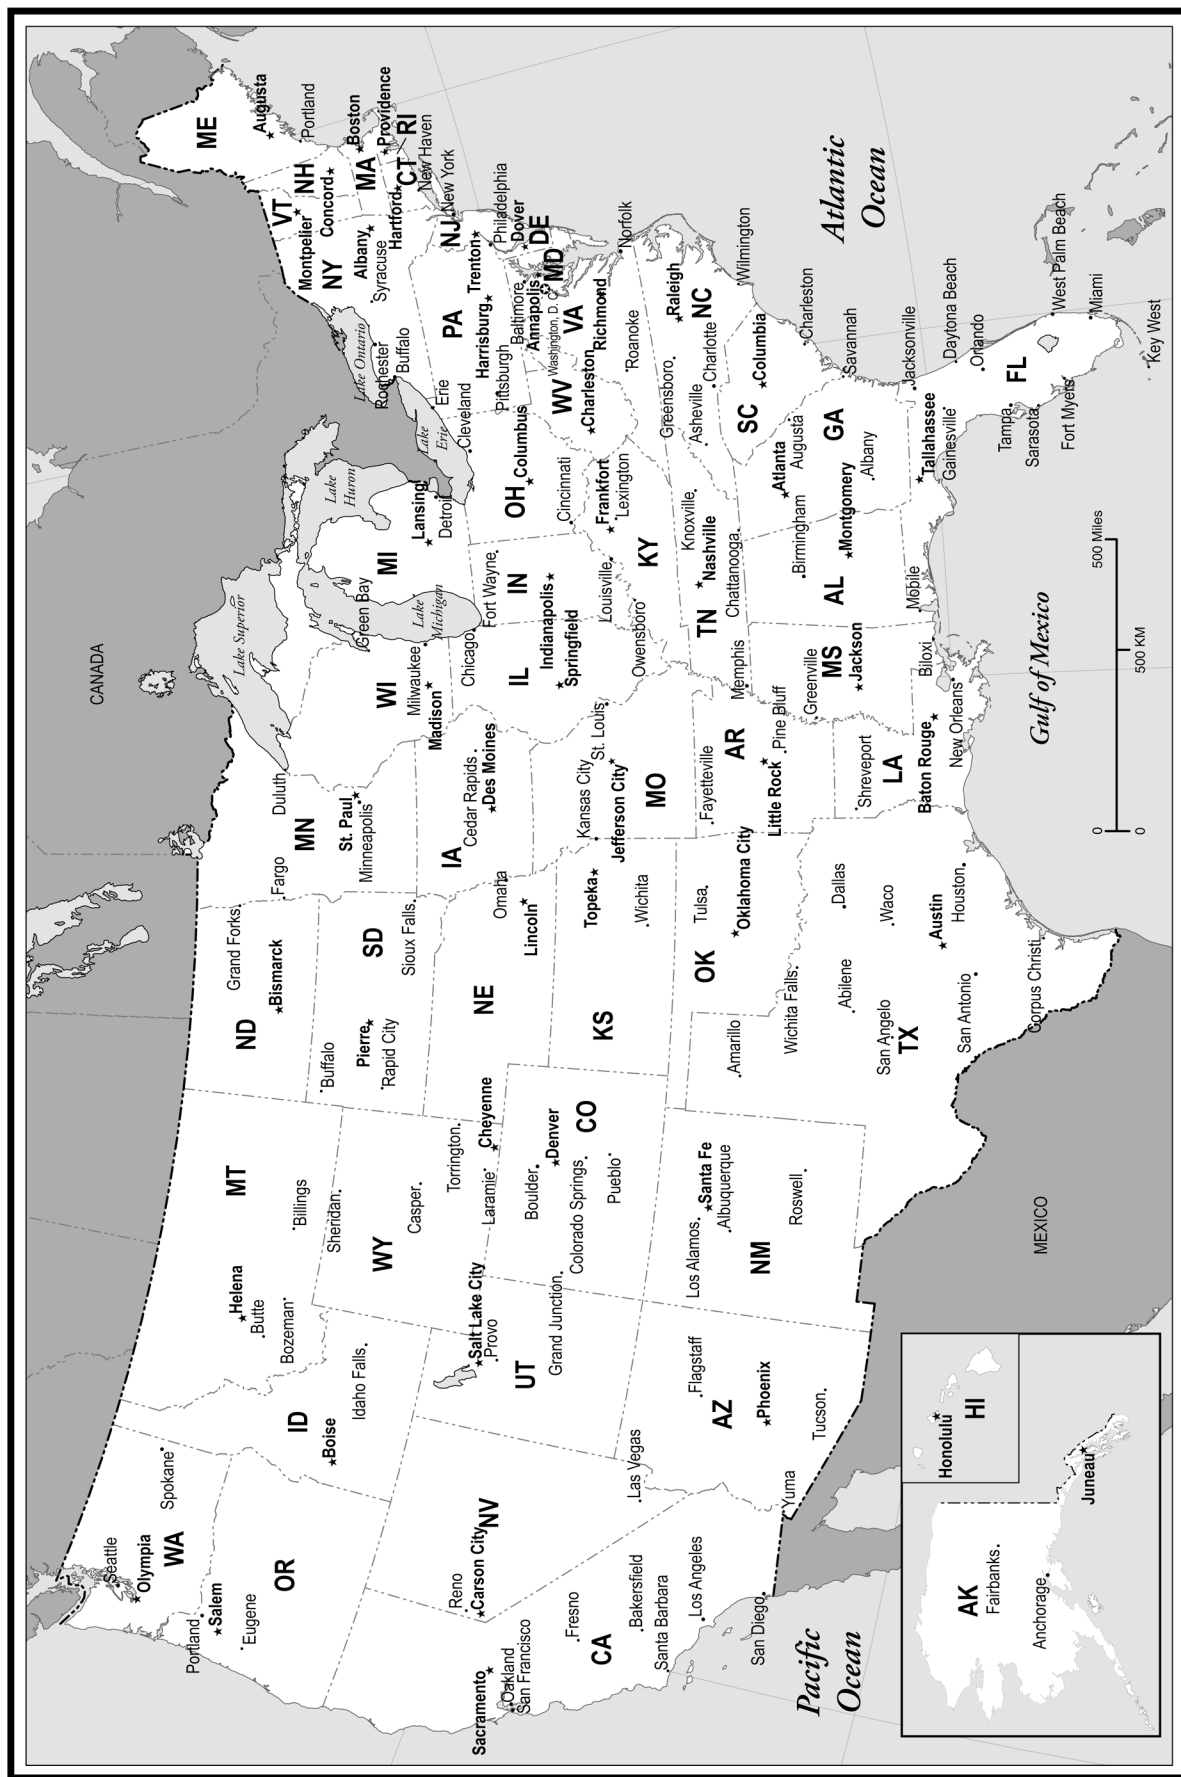 CANADA
Lake Superior
Lake
Huron
Lake
Michigan
Lake
Erie
Lake Ontario
WA
Seattle
Olympia
Spokane
OR
Portland
Salem
Eugene
ID
Boise
Idaho Falls
MT
Helena
Butte
Bozeman
Billings
WY
Sheridan
Casper
Torrington
Laramie
Cheyenne
ND
Grand Forks
Bismarck
Fargo
SD
Buffalo
Pierre
Rapid City
Sioux Falls
NE
Omaha
Lincoln
MN
Duluth
St. Paul
Minneapolis
WI
Green Bay
Milwaukee
Madison
MI
Lansing
Detroit
IA
Cedar Rapids
Des Moines
IL
Chicago
Springfield
IN
Fort Wayne
Indianapolis
OH
Cleveland
Columbus
Cincinnati
PA
Erie
Pittsburgh
Harrisburg
Philadelphia
NY
Buffalo
Rochester
Syracuse
Albany
New York
VT
Montpelier
NH
Concord
ME
Augusta
Portland
MA
Boston
RI
Providence
CT
Hartford
New Haven
NJ
Trenton
DE
Dover
MD
Baltimore
Annapolis
Washington, D. C.
VA
Richmond
Norfolk
Roanoke
WV
Charleston
KY
Frankfort
Lexington
Louisville
Owensboro
TN
Knoxville
Nashville
Chattanooga
Memphis
NC
Raleigh
Greensboro
Charlotte
Asheville
Wilmington
SC
Columbia
Charleston
GA
Atlanta
Augusta
Albany
Savannah
FL
Jacksonville
Tallahassee
Gainesville
Daytona Beach
Orlando
Tampa
Sarasota
Fort Myers
West Palm Beach
Miami
Key West
AL
Birmingham
Montgomery
Mobile
MS
Greenville
Jackson
Biloxi
LA
Shreveport
Baton Rouge
New Orleans
AR
Fayetteville
Little Rock
Pine Bluff
MO
Kansas City
St. Louis
Jefferson City
KS
Topeka
Wichita
OK
Tulsa
Oklahoma City
TX
Amarillo
Wichita Falls
Dallas
Abilene
Waco
San Angelo
Austin
Houston
San Antonio
Corpus Christi
CO
Boulder
Denver
Colorado Springs
Pueblo
Grand Junction
NM
Los Alamos
Santa Fe
Albuquerque
Roswell
UT
Salt Lake City
Provo
AZ
Flagstaff
Phoenix
Tucson
Yuma
NV
Reno
Carson City
Las Vegas
CA
Sacramento
Oakland
San Francisco
Fresno
Bakersfield
Santa Barbara
Los Angeles
San Diego
Pacific
Ocean
Atlantic
Ocean
Gulf of Mexico
MEXICO
AK
Fairbanks
Anchorage
Juneau
HI
Honolulu
0
500 Miles
0
500 KM